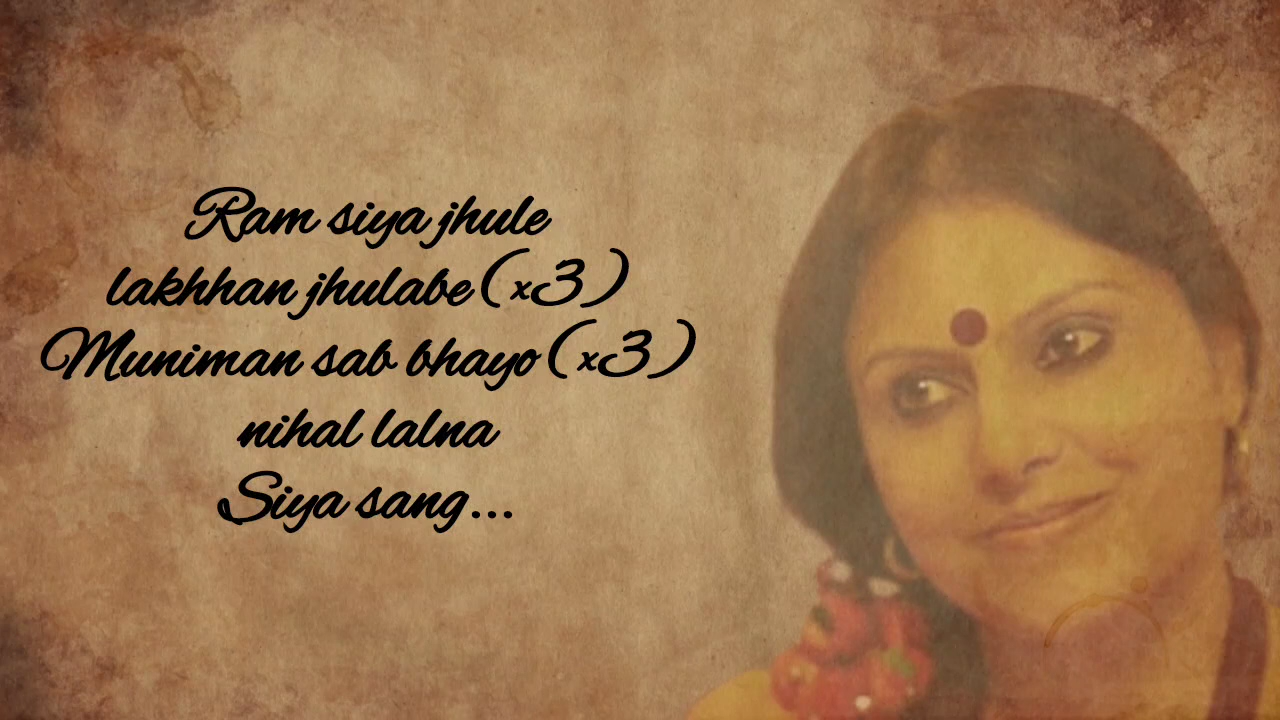 Ram siya jhule
lakhhan jhulabe (x3)
Muniman sab bhayo (x3)
nihal lalna
Siya sang...